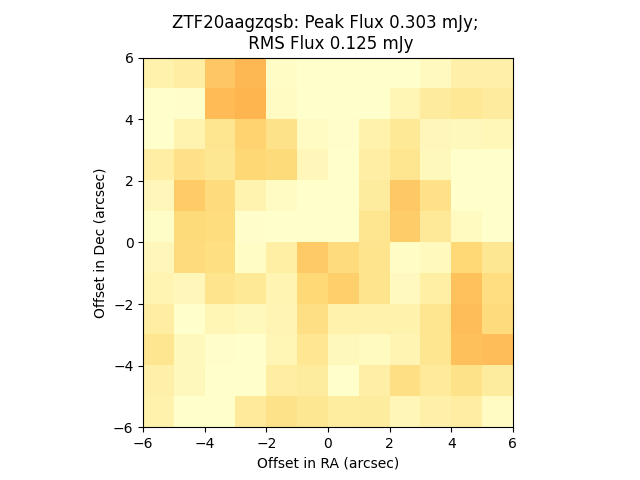 ZTF20aagzqsb: Peak Flux 0.303 mJy;
RMS Flux 0.125 mJy
6
4
2
0
−2
−4
−6
Offset in Dec (arcsec)
−6 −4 −2 0 2 4 6
Offset in RA (arcsec)